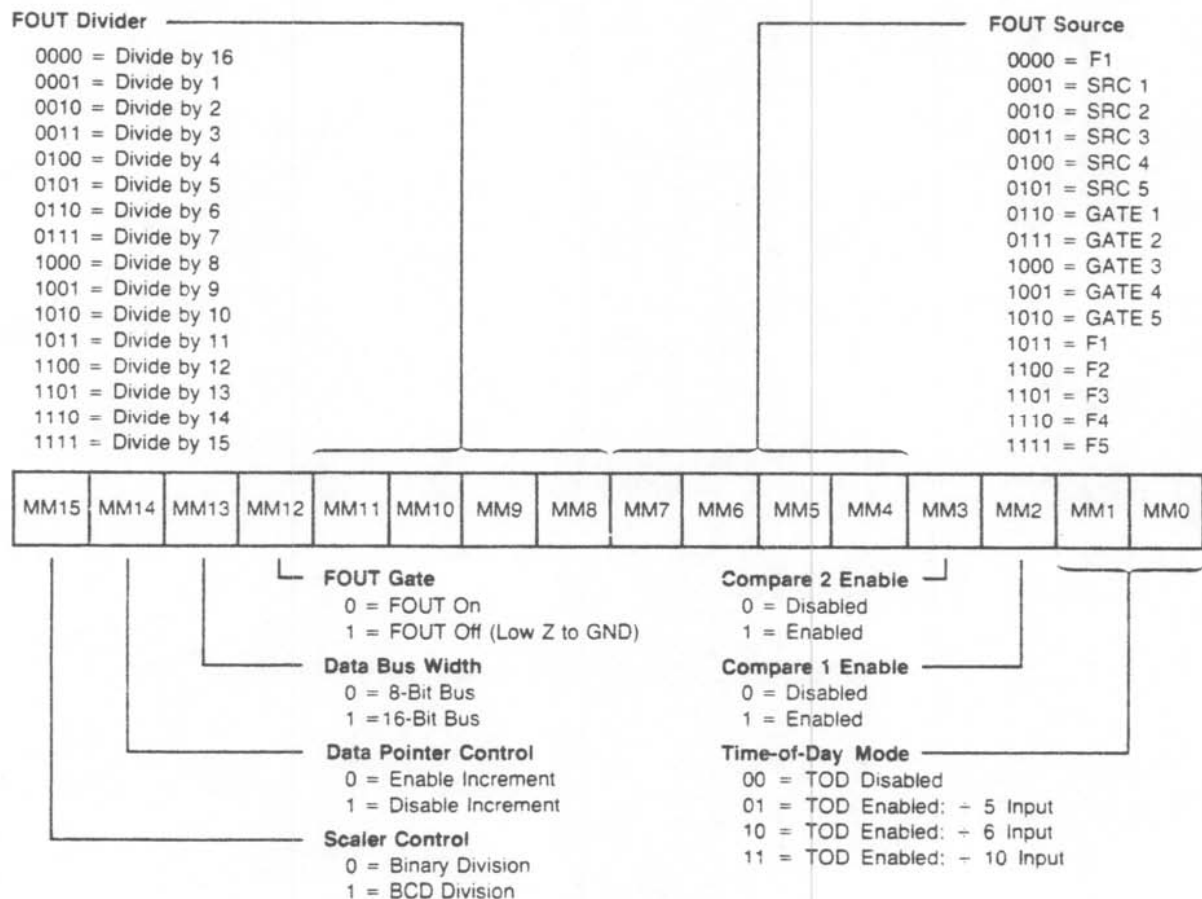 FOUT Divider
0000 = Divide by 16
0001 = Divide by 1
0010 = Divide by 2
0011 = Divide by 3
0100 = Divide by 4
0101 = Divide by 5
0110 = Divide by 6
0111 = Divide by 7
1000 = Divide by 8
1001 = Divide by 9
1010 = Divide by 10
1011 = Divide by 11
1100 = Divide by 12
1101 = Divide by 13
1110 = Divide by 14
1111 = Divide by 15
FOUT Source
0000 = F1
0001 = SRC 1
0010 = SRC 2
0011 = SRC 3
0100 = SRC 4
0101 = SRC 5
0110 = GATE 1
0111 = GATE 2
1000 = GATE 3
1001 = GATE 4
1010 = GATE 5
1011 = F1
1100 = F2
1101 = F3
1110 = F4
1111 = F5
MM15 MM14 MM13 MM12 MM11 MM10 MM9 MM8 MM7 MM6 MM5 MM4 MM3 MM2 MM1 MM0
FOUT Gate
0 = FOUT On
1 = FOUT Off (Low Z to GND)
Data Bus Width
0 = 8-Bit Bus
1 =16-Bit Bus
Data Pointer Control
0 = Enable Increment
1 = Disable Increment
Scaler Control
0 = Binary Division
1 = BCD Division
Compare 2 Enable
0 = Disabled
1 = Enabled
Compare 1 Enable
0 = Disabled
1 = Enabled
Time-of-Day Mode
00 = TOD Disabled
01 = TOD Enabled: ÷ 5 Input
10 = TOD Enabled: ÷ 6 Input
11 = TOD Enabled: ÷ 10 Input